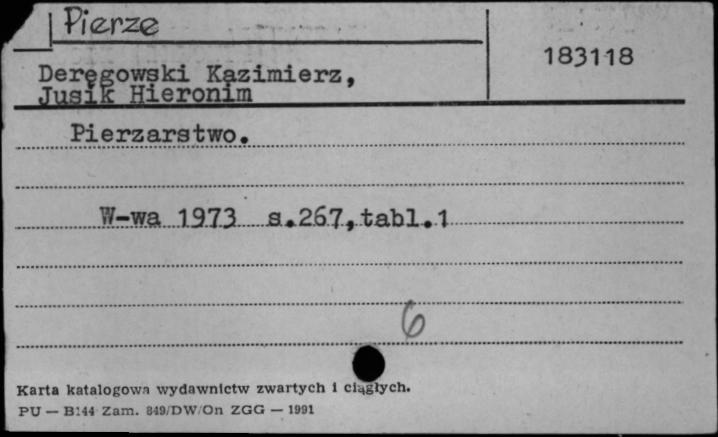 Pierze
183118
Deręgowski Kazimierz,
Jusik Hieronim
Pierzarstwo.
W-wa 1973 s.267,tabl.1
6
Karta katalogowa wydawnictw zwartych i ciągłych.
PU — B144 Zam. 849/DW/On ZGG — 1991